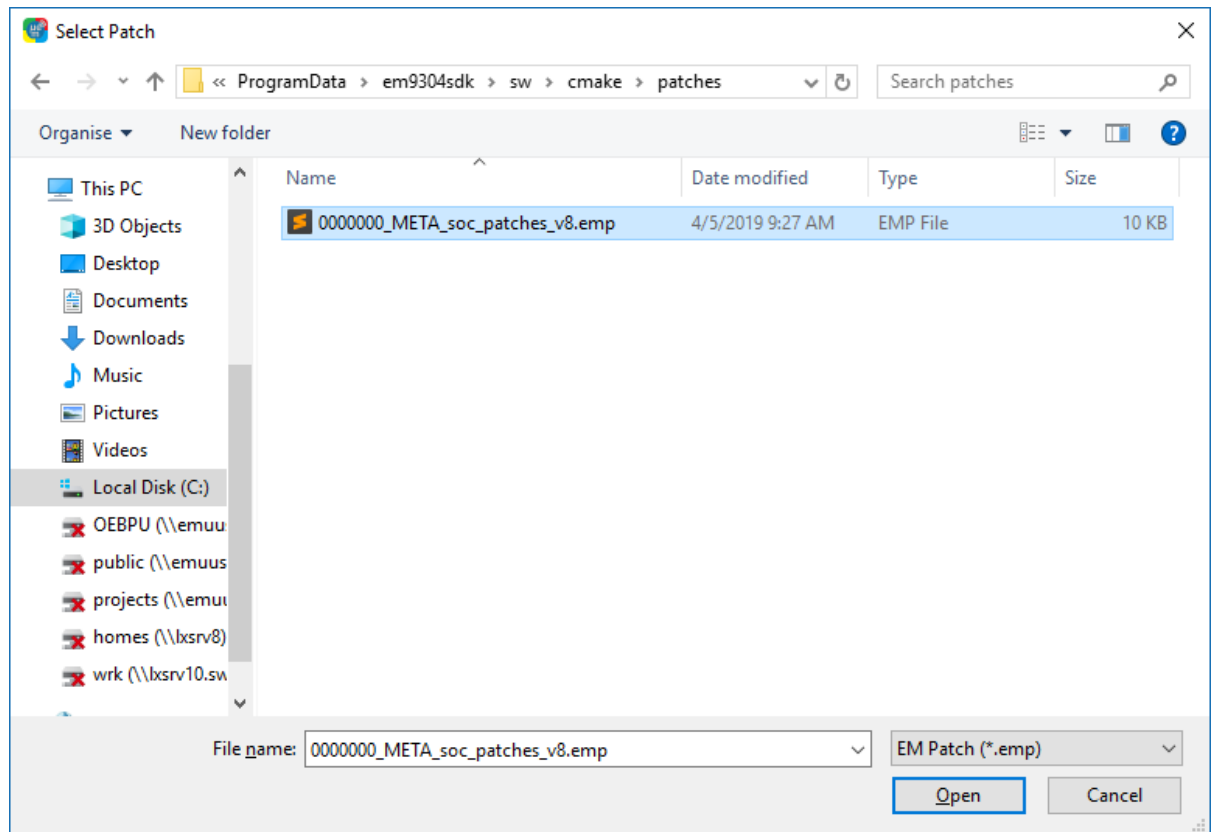 Select Patch
« ProgramData > em9304sdk > sw > cmake > patches
Search patches
Organise
New folder
Name Date modified Type Size
0000000_META_soc_patches_v8.emp 4/5/2019 9:27 AM EMP File 10 KB
This PC
3D Objects
Desktop
Documents
Downloads
Music
Pictures
Videos
Local Disk (C:)
OEBPU (\\emuu
public (\\emuus
projects (\\emuu
homes (\\lxsrv8)
wrk (\\lxsrv10.sw
File name: 0000000_META_soc_patches_v8.emp
EM Patch (*.emp)
Open
Cancel